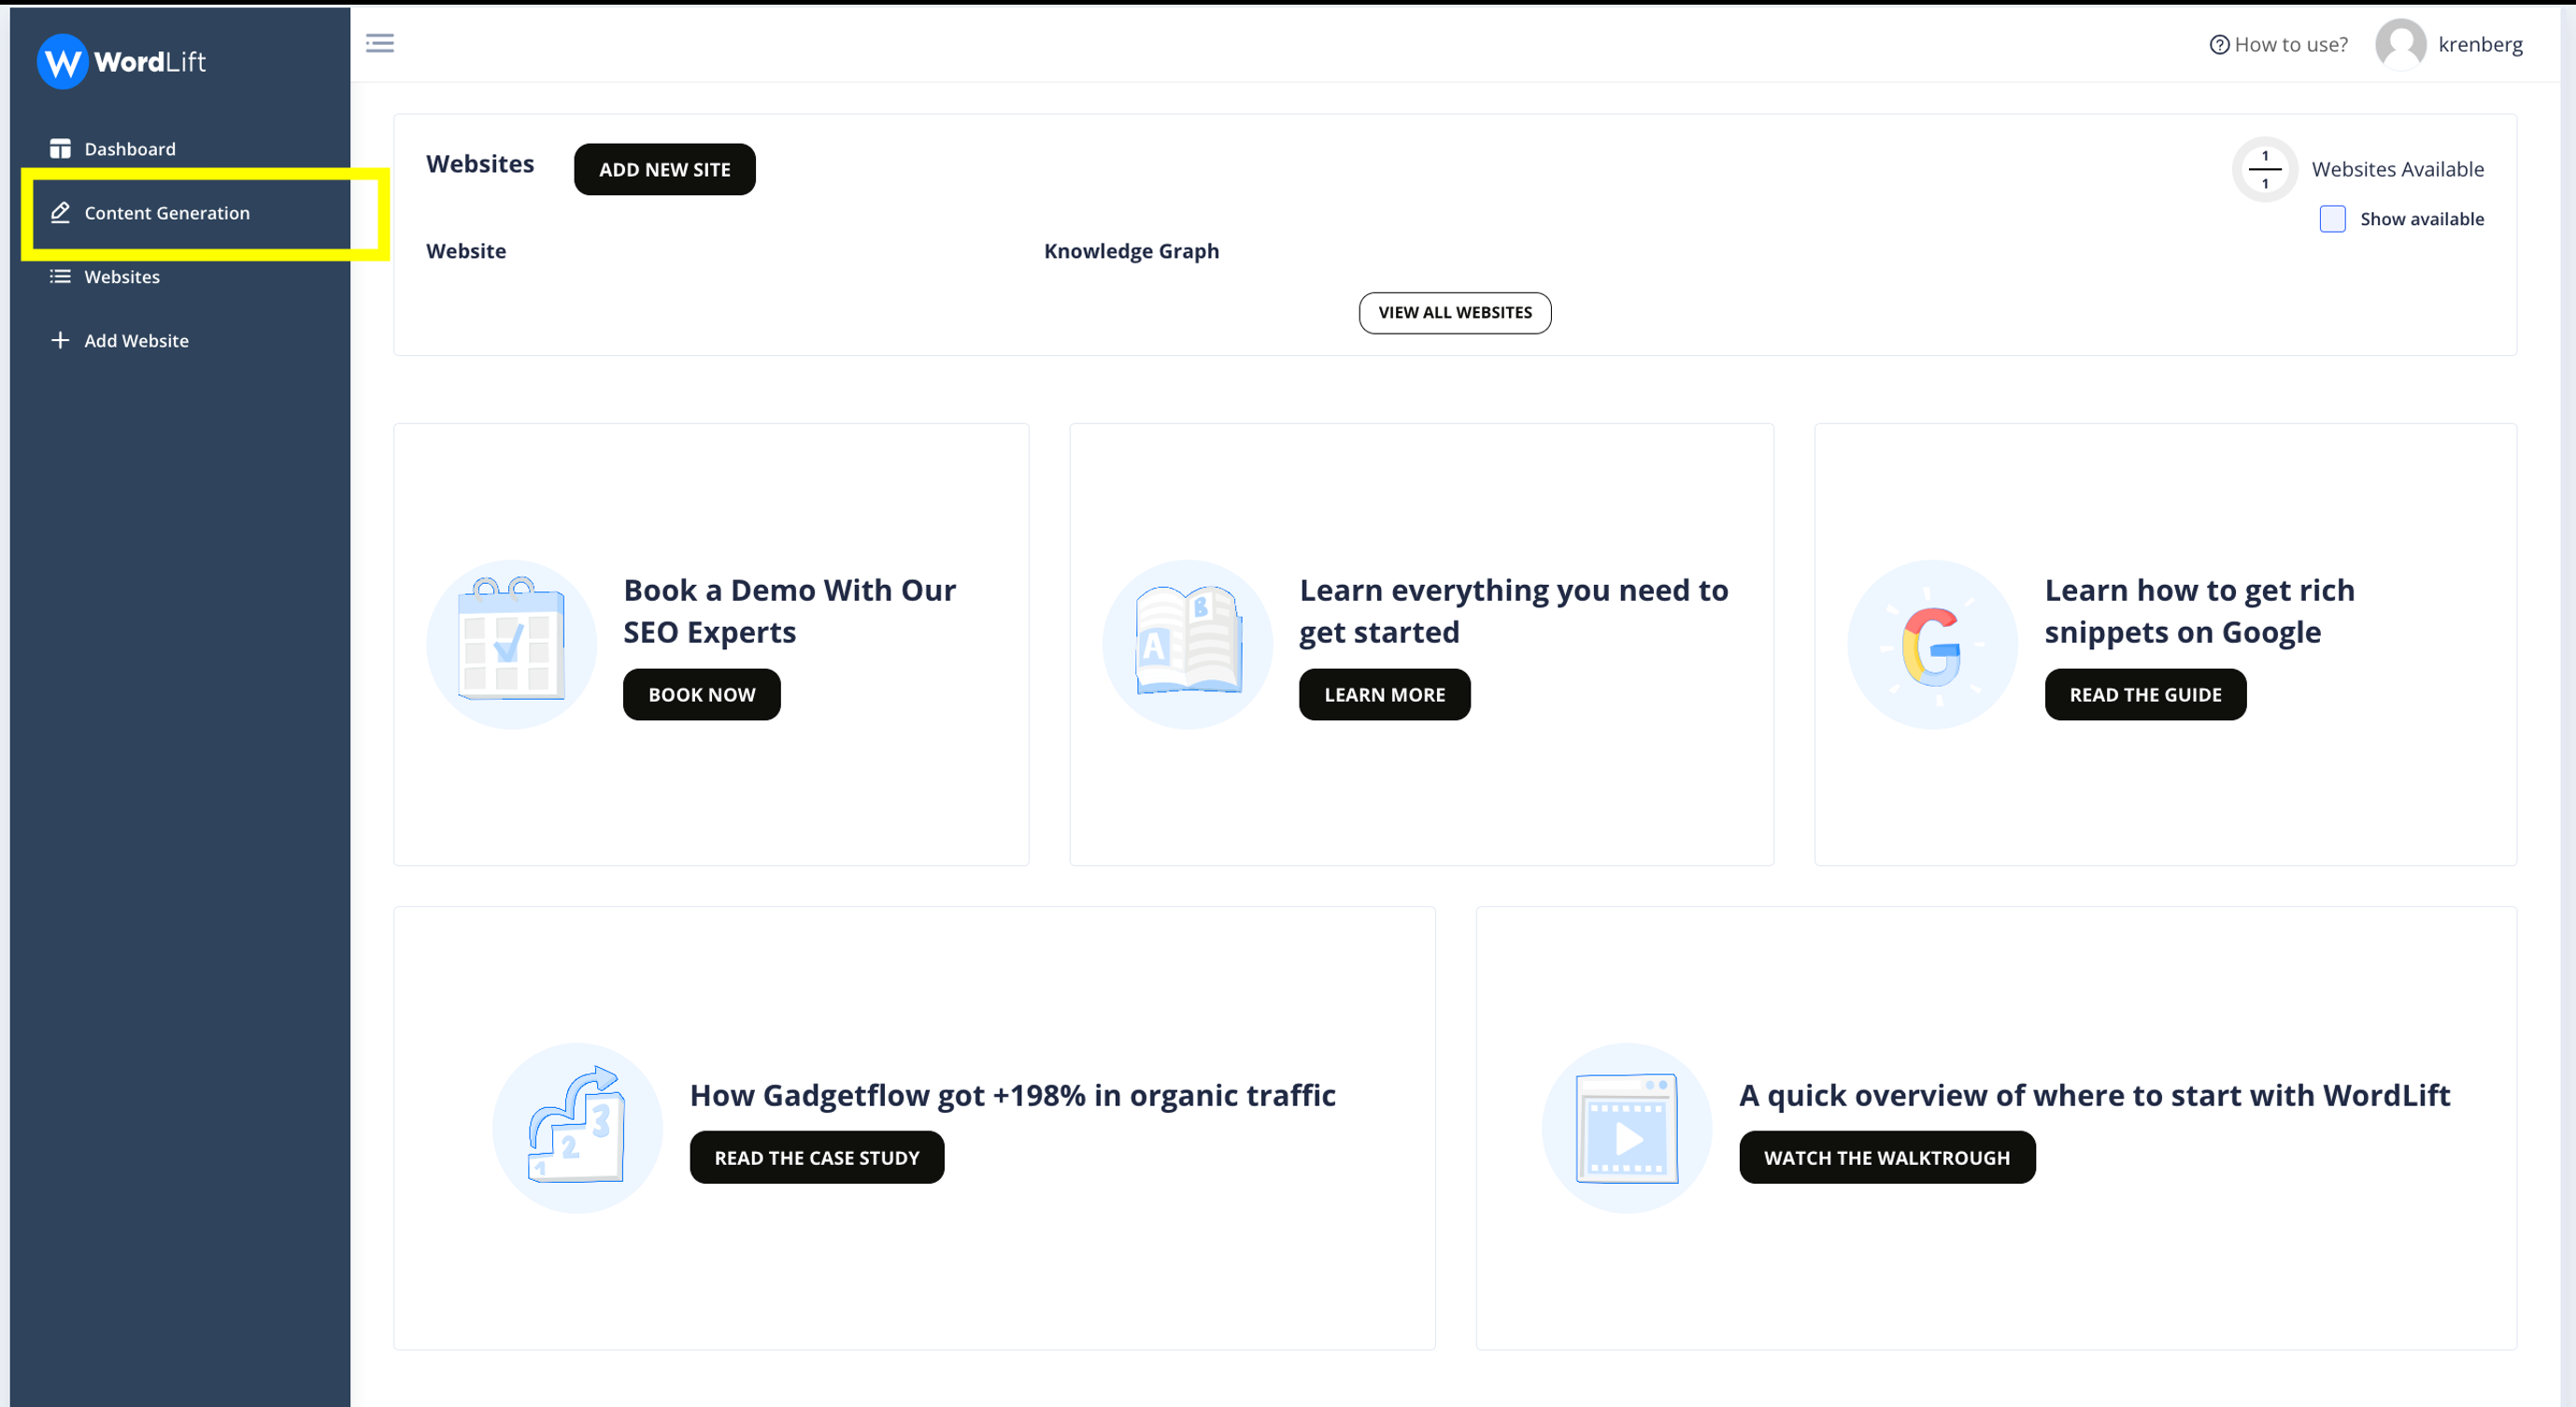 WordLift
How to use?
krenberg
Dashboard
Content Generation
Websites
Add Website
Websites
ADD NEW SITE
1
1
Websites Available
Show available
Website
Knowledge Graph
VIEW ALL WEBSITES
Book a Demo With Our
SEO Experts
BOOK NOW
A
B
Learn everything you need to
get started
LEARN MORE
G
Learn how to get rich
snippets on Google
READ THE GUIDE
1
2
3
How Gadgetflow got +198% in organic traffic
READ THE CASE STUDY
A quick overview of where to start with WordLift
WATCH THE WALKTROUGH